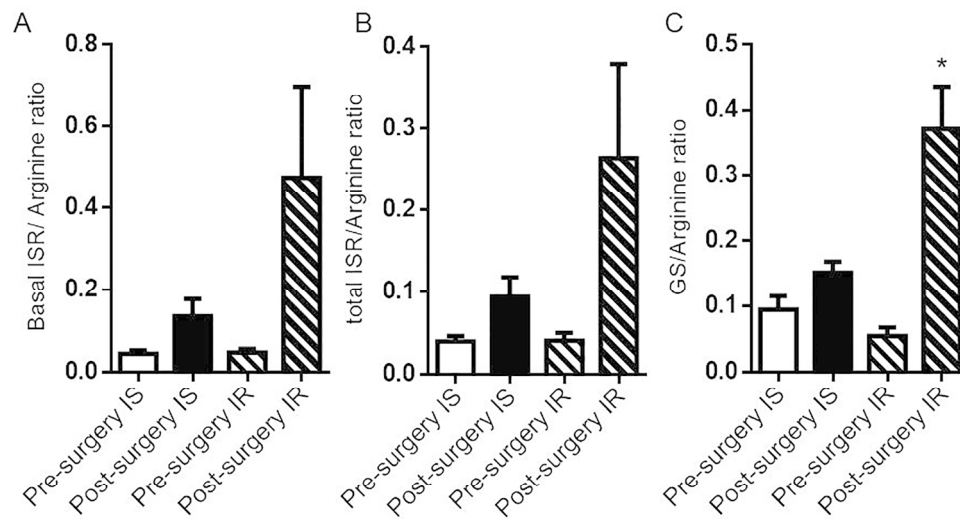 A
Basal ISR/ Arginine ratio
0.8
0.6
0.4
0.2
0.0
Pre-surgery IS
Post-surgery IS
Pre-surgery IR
Post-surgery IR
B
total ISR/Arginine ratio
0.4
0.3
0.2
0.1
0.0
Pre-surgery IS
Post-surgery IS
Pre-surgery IR
Post-surgery IR
C
GS/Arginine ratio
0.5
0.4
0.3
0.2
0.1
0.0
*
Pre-surgery IS
Post-surgery IS
Pre-surgery IR
Post-surgery IR